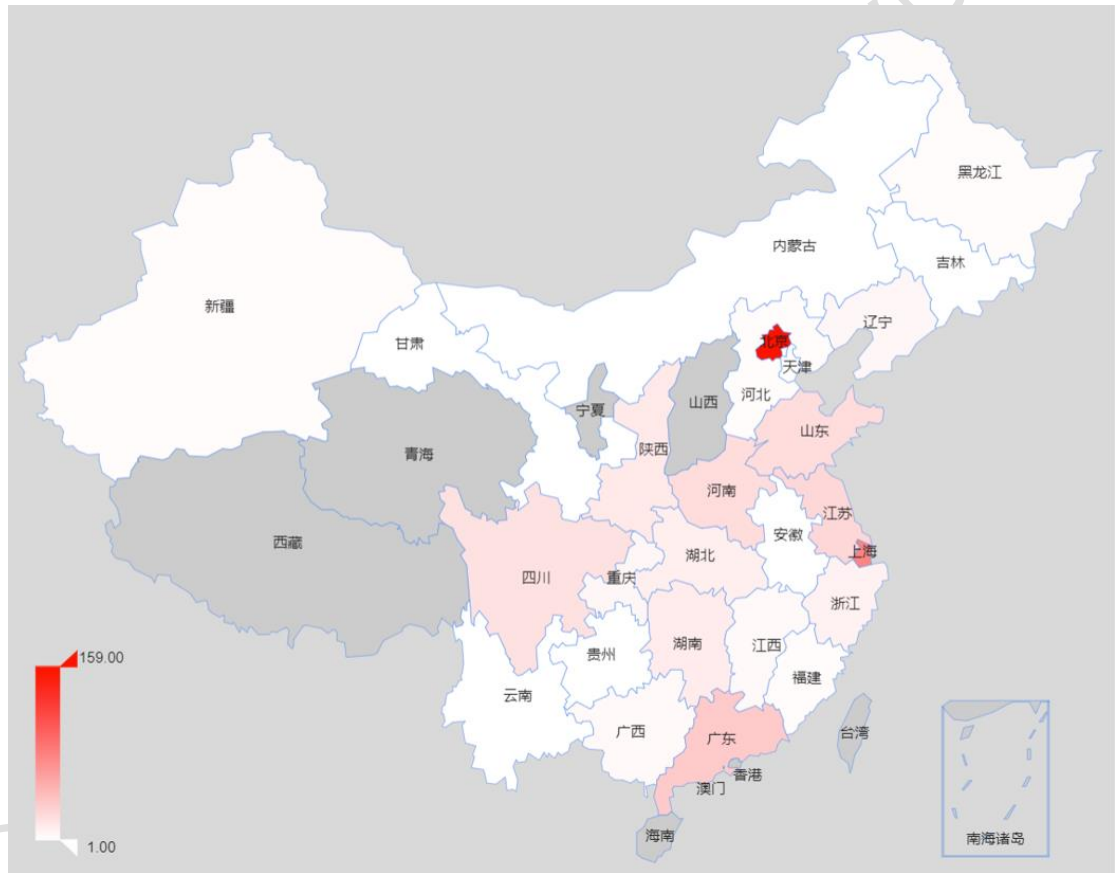 黑龙江
内蒙古
吉林
新疆
辽宁
甘肃
北京
天津
河北
山西
宁夏
山东
陕西
青海
河南
江苏
安徽
西藏
上海
湖北
四川
重庆
浙江
湖南
江西
贵州
159.00
福建
云南
广西
广东
台湾
香港
澳门
海南
南海诸岛
1.00